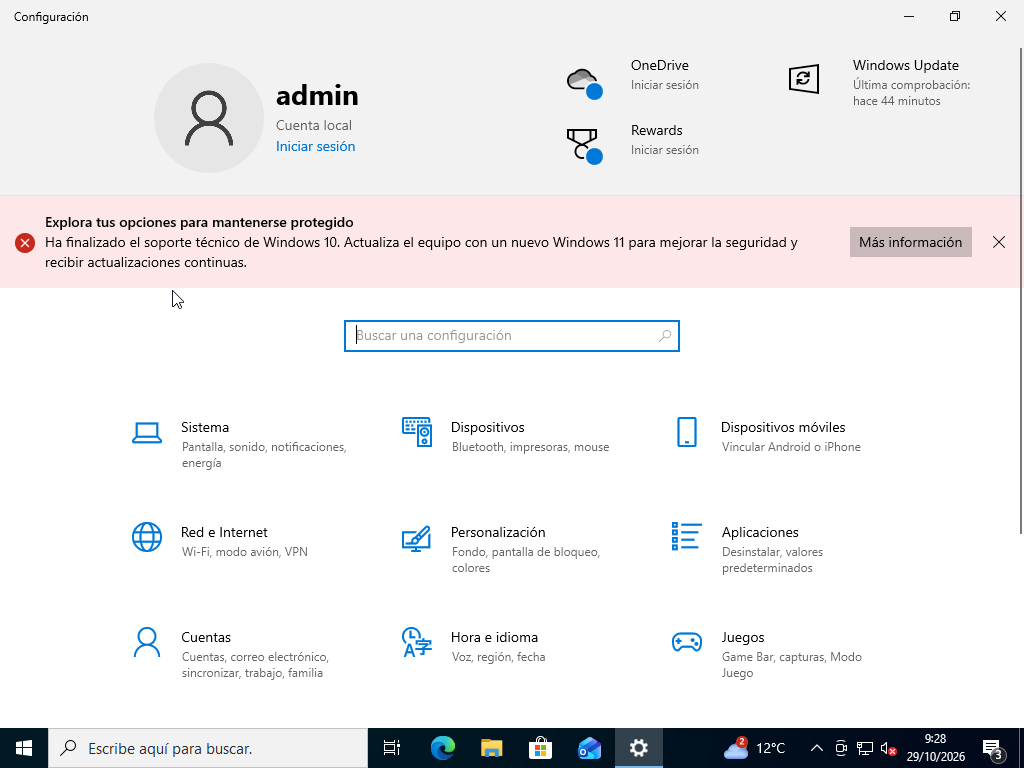 Configuración
admin
Cuenta local
Iniciar sesión
OneDrive
Iniciar sesión
Rewards
Iniciar sesión
Windows Update
Última comprobación:
hace 44 minutos
Explora tus opciones para mantenerse protegido
Ha finalizado el soporte técnico de Windows 10. Actualiza el equipo con un nuevo Windows 11 para mejorar la seguridad y
recibir actualizaciones continuas.
Más información
Buscar una configuración
Sistema
Pantalla, sonido, notificaciones,
energía
Dispositivos
Bluetooth, impresoras, mouse
Dispositivos móviles
Vincular Android o iPhone
Red e Internet
Wi-Fi, modo avión, VPN
Personalización
Fondo, pantalla de bloqueo,
colores
Aplicaciones
Desinstalar, valores
predeterminados
Cuentas
Cuentas, correo electrónico,
sincronizar, trabajo, familia
Hora e idioma
Voz, región, fecha
Juegos
Game Bar, capturas, Modo
Juego
Escribe aquí para buscar.
2
12°C
9:28
29/10/2026
3